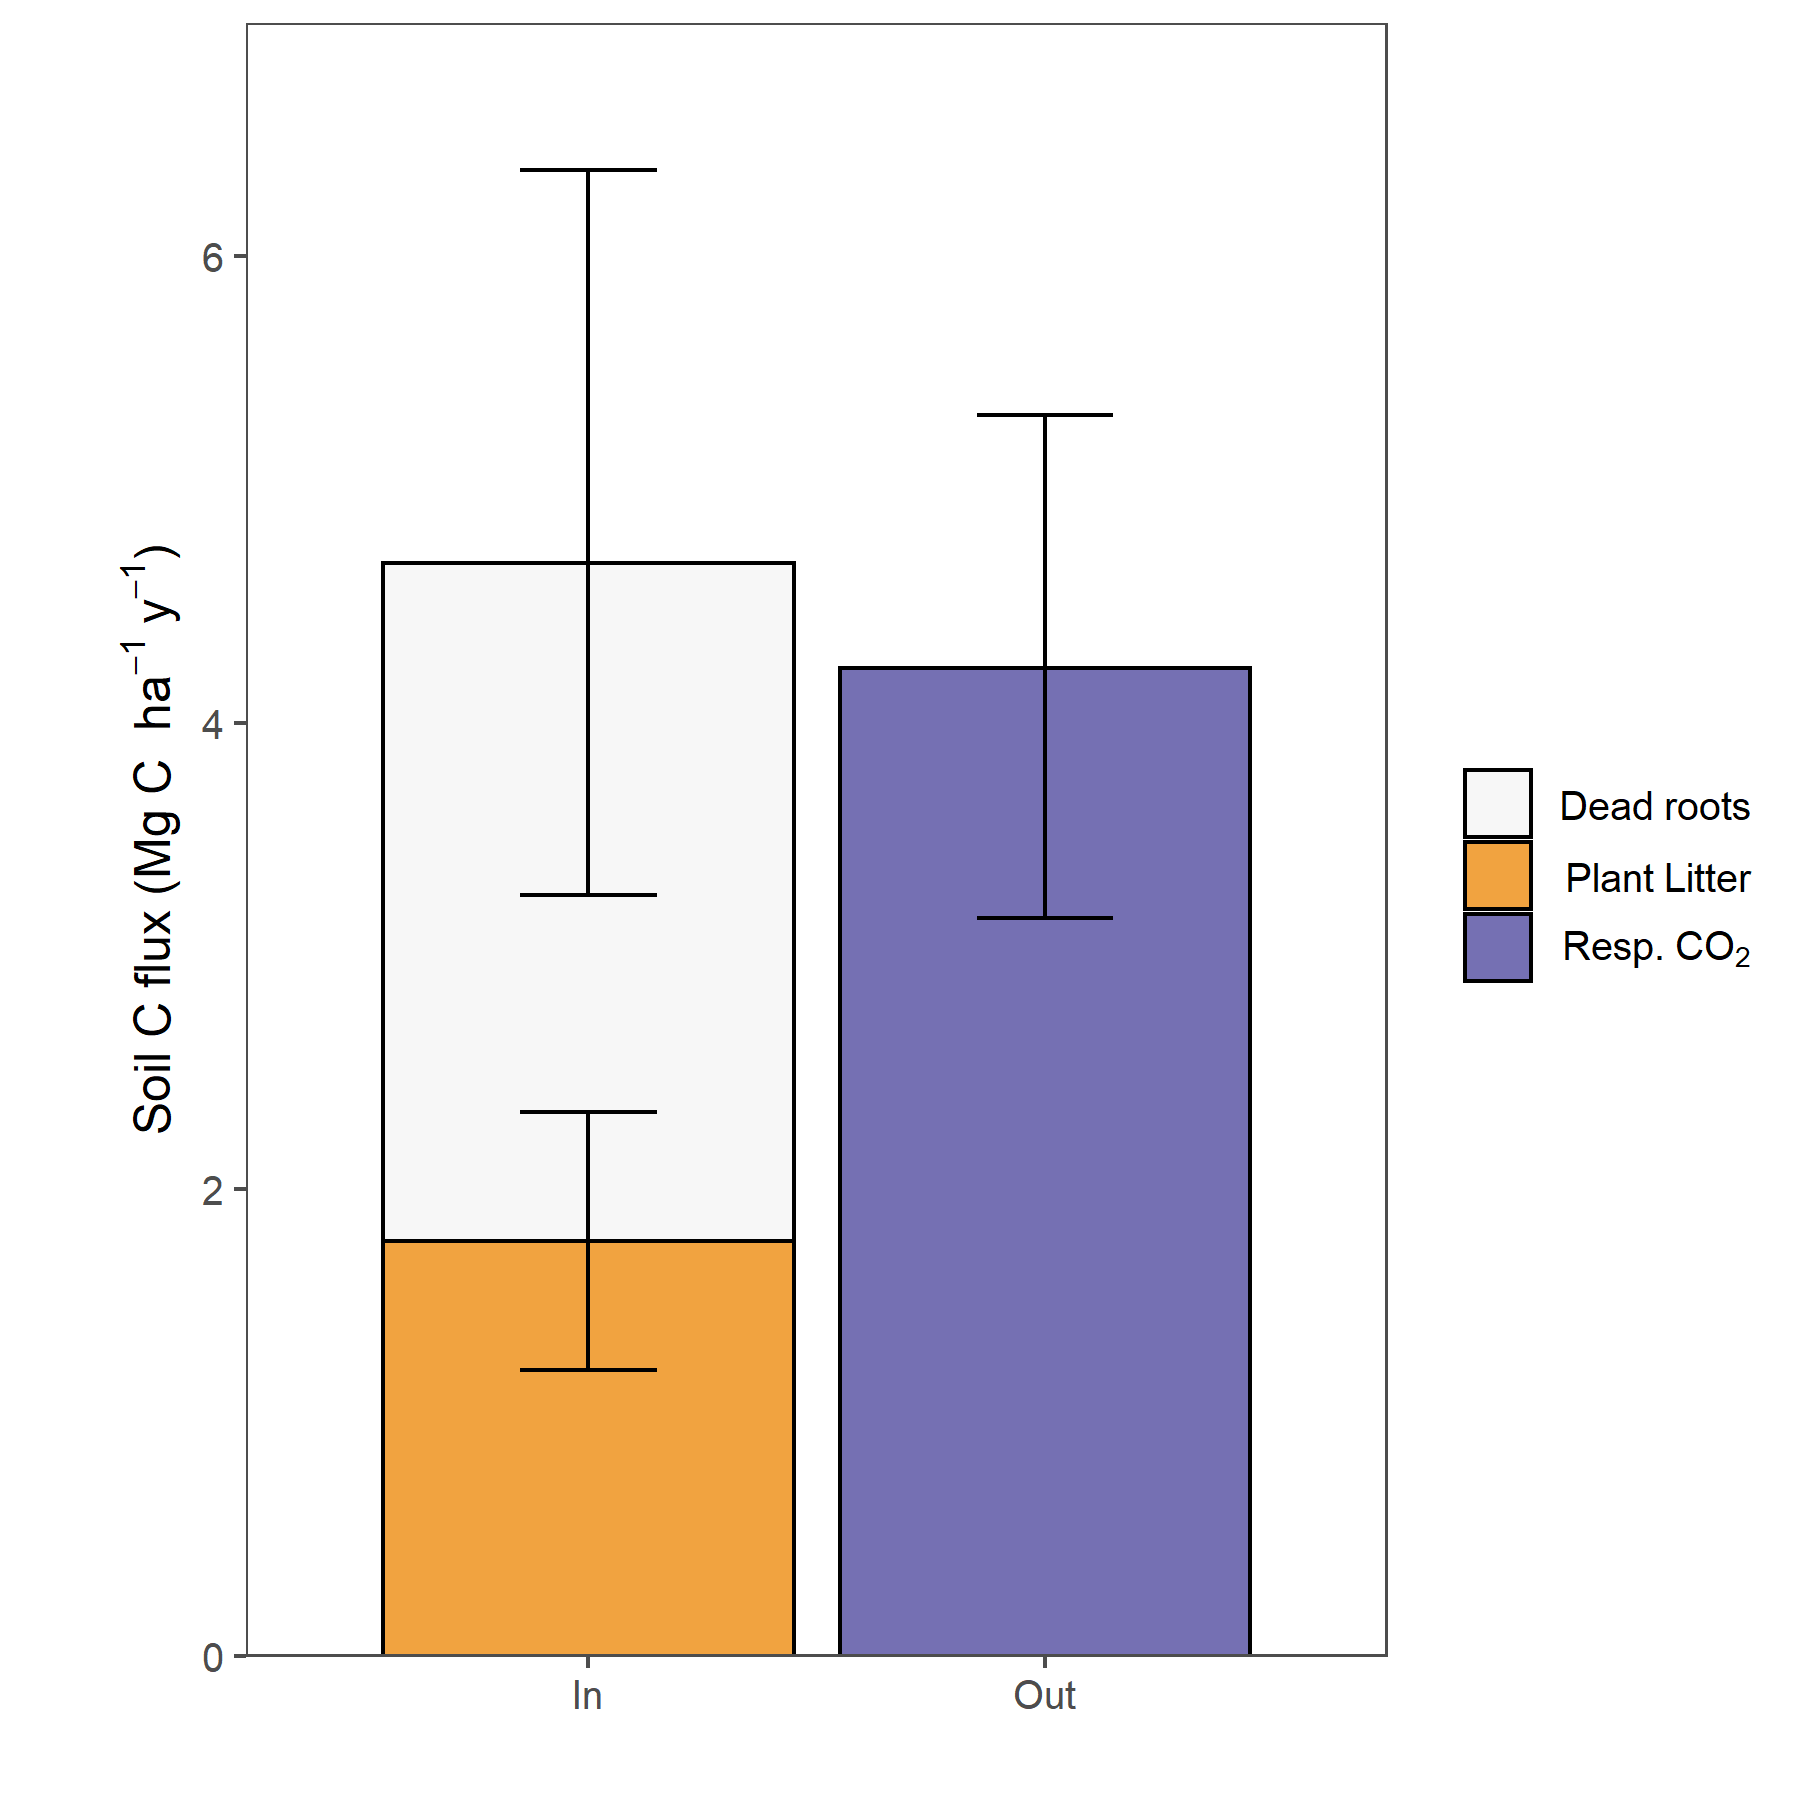 Soil C flux (Mg C ha⁻¹ y⁻¹)
6
4
2
0
In
Out
Dead roots
Plant Litter
Resp. CO₂